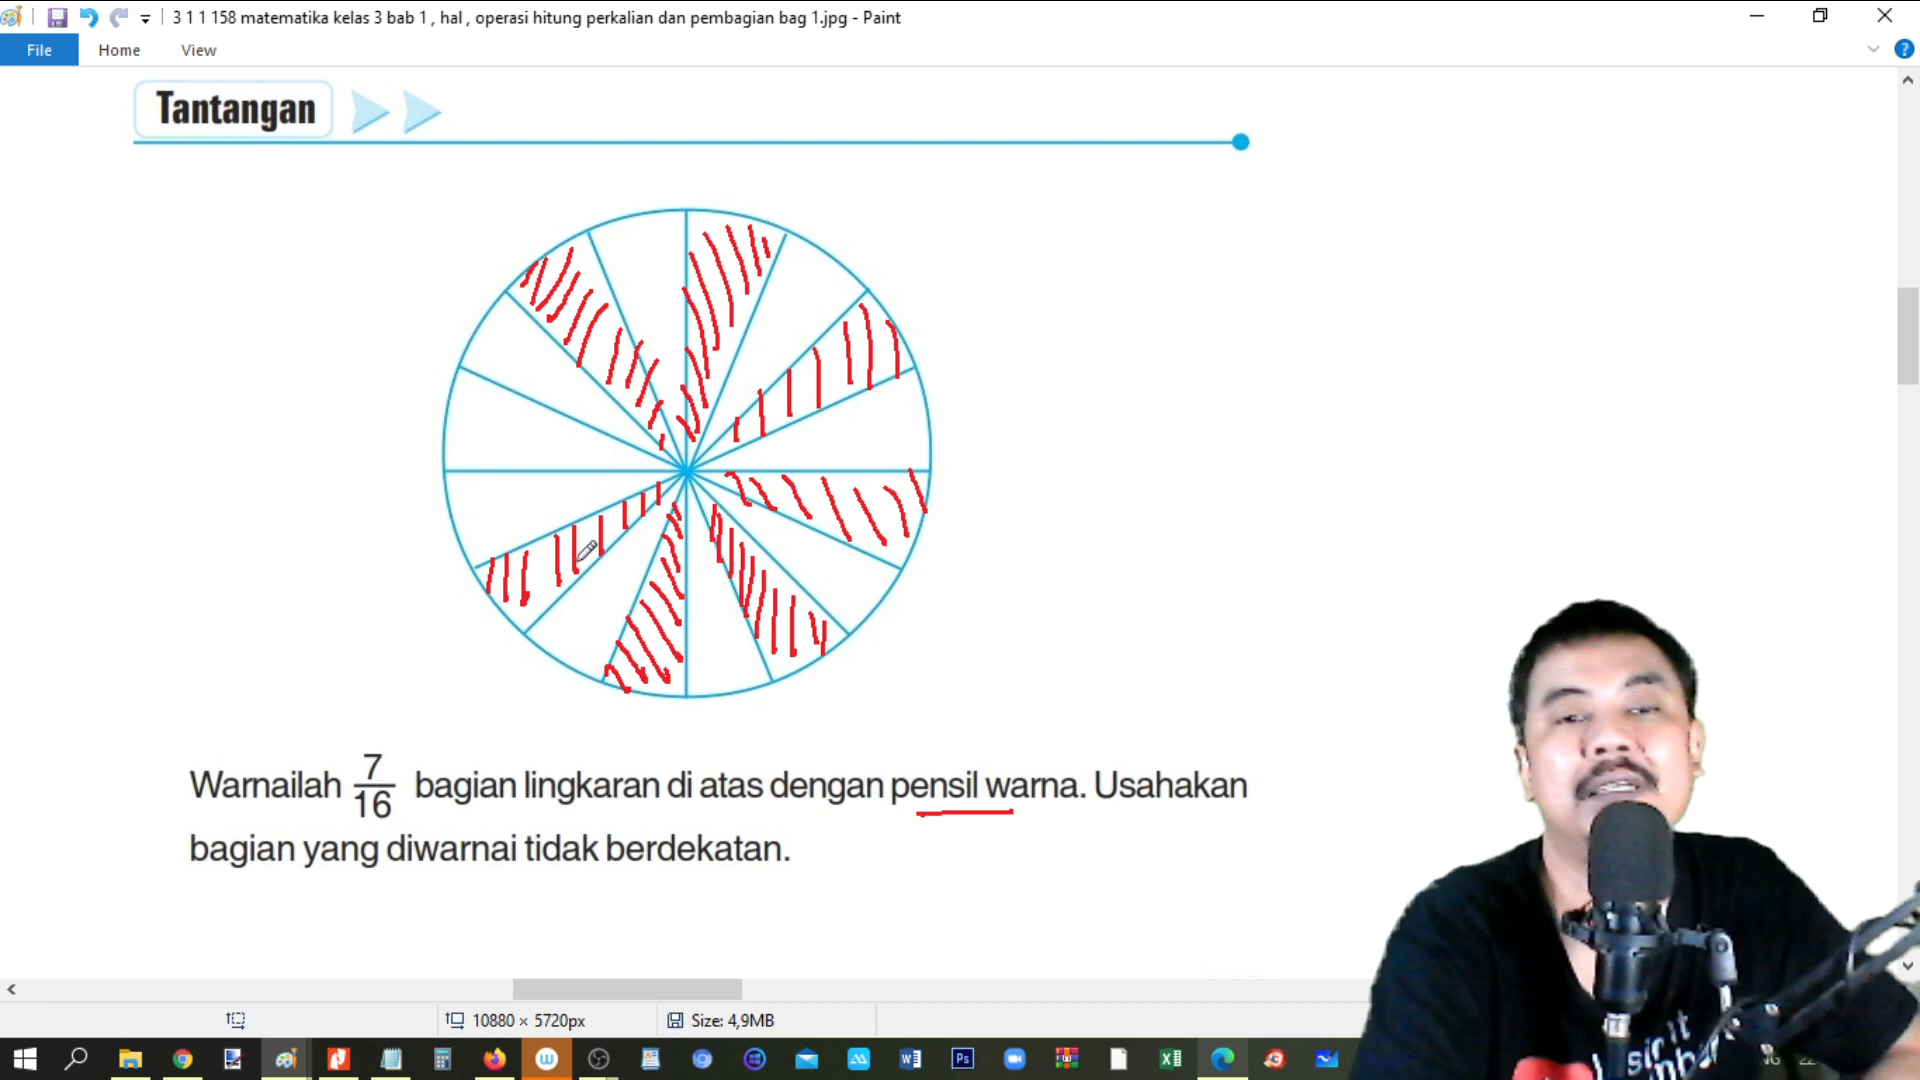 3 1 1 158 matematika kelas 3 bab 1 , hal , operasi hitung perkalian dan pembagian bag 1.jpg - Paint
File Home View
Tantangan
Warnailah 7/16 bagian lingkaran di atas dengan pensil warna. Usahakan
bagian yang diwarnai tidak berdekatan.
10880 × 5720px
Size: 4,9MB